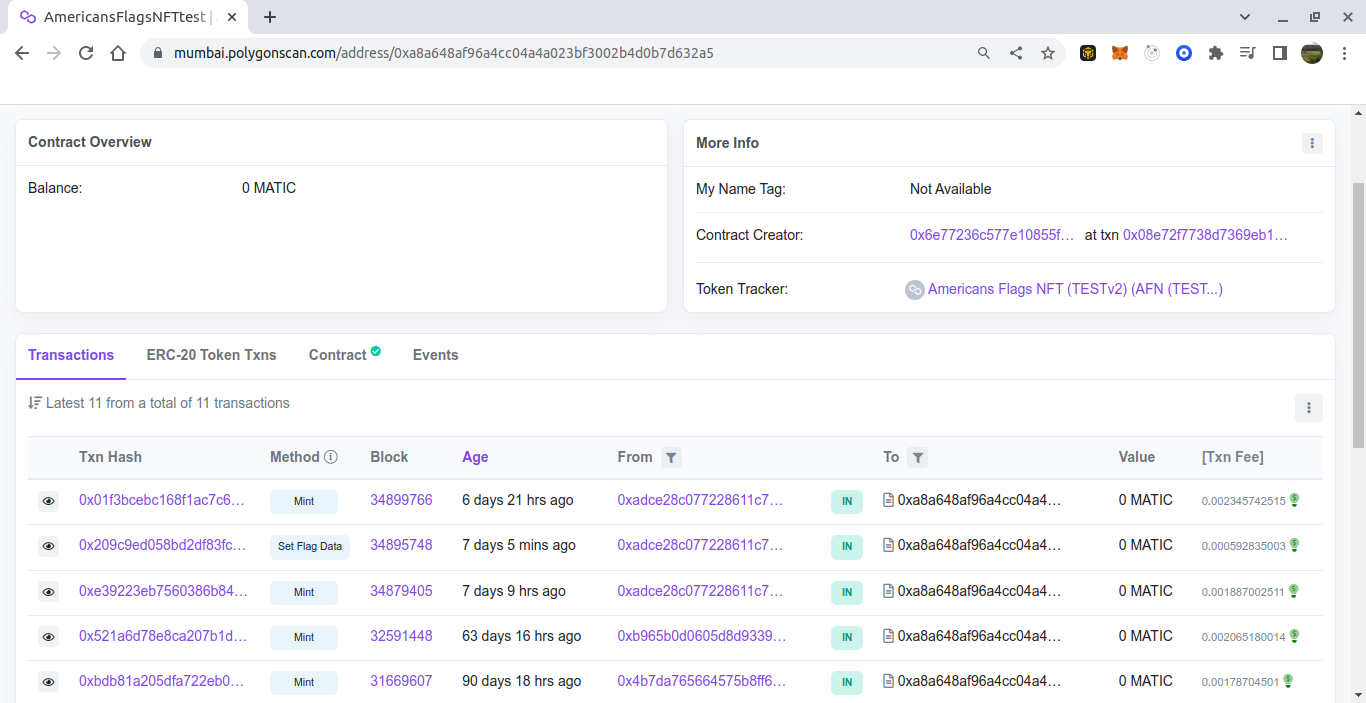 AmericansFlagsNFTtest |
mumbai.polygonscan.com/address/0xa8a648af96a4cc04a4a023bf3002b4d0b7d632a5
Contract Overview
Balance: 0 MATIC
More Info
My Name Tag: Not Available
Contract Creator: 0x6e77236c577e10855f... at txn 0x08e72f7738d7369eb1...
Token Tracker: Americans Flags NFT (TESTv2) (AFN (TEST...)
Transactions ERC-20 Token Txns Contract Events
Latest 11 from a total of 11 transactions
Txn Hash Method Block Age From To Value [Txn Fee]
0x01f3bcebc168f1ac7c6... Mint 34899766 6 days 21 hrs ago 0xadce28c077228611c7... IN 0xa8a648af96a4cc04a4... 0 MATIC 0.002345742515
0x209c9ed058bd2df83fc... Set Flag Data 34895748 7 days 5 mins ago 0xadce28c077228611c7... IN 0xa8a648af96a4cc04a4... 0 MATIC 0.000592835003
0xe39223eb7560386b84... Mint 34879405 7 days 9 hrs ago 0xadce28c077228611c7... IN 0xa8a648af96a4cc04a4... 0 MATIC 0.001887002511
0x521a6d78e8ca207b1d... Mint 32591448 63 days 16 hrs ago 0xb965b0d0605d8d9339... IN 0xa8a648af96a4cc04a4... 0 MATIC 0.002065180014
0xbdb81a205dfa722eb0... Mint 31669607 90 days 18 hrs ago 0x4b7da765664575b8ff6... IN 0xa8a648af96a4cc04a4... 0 MATIC 0.00178704501